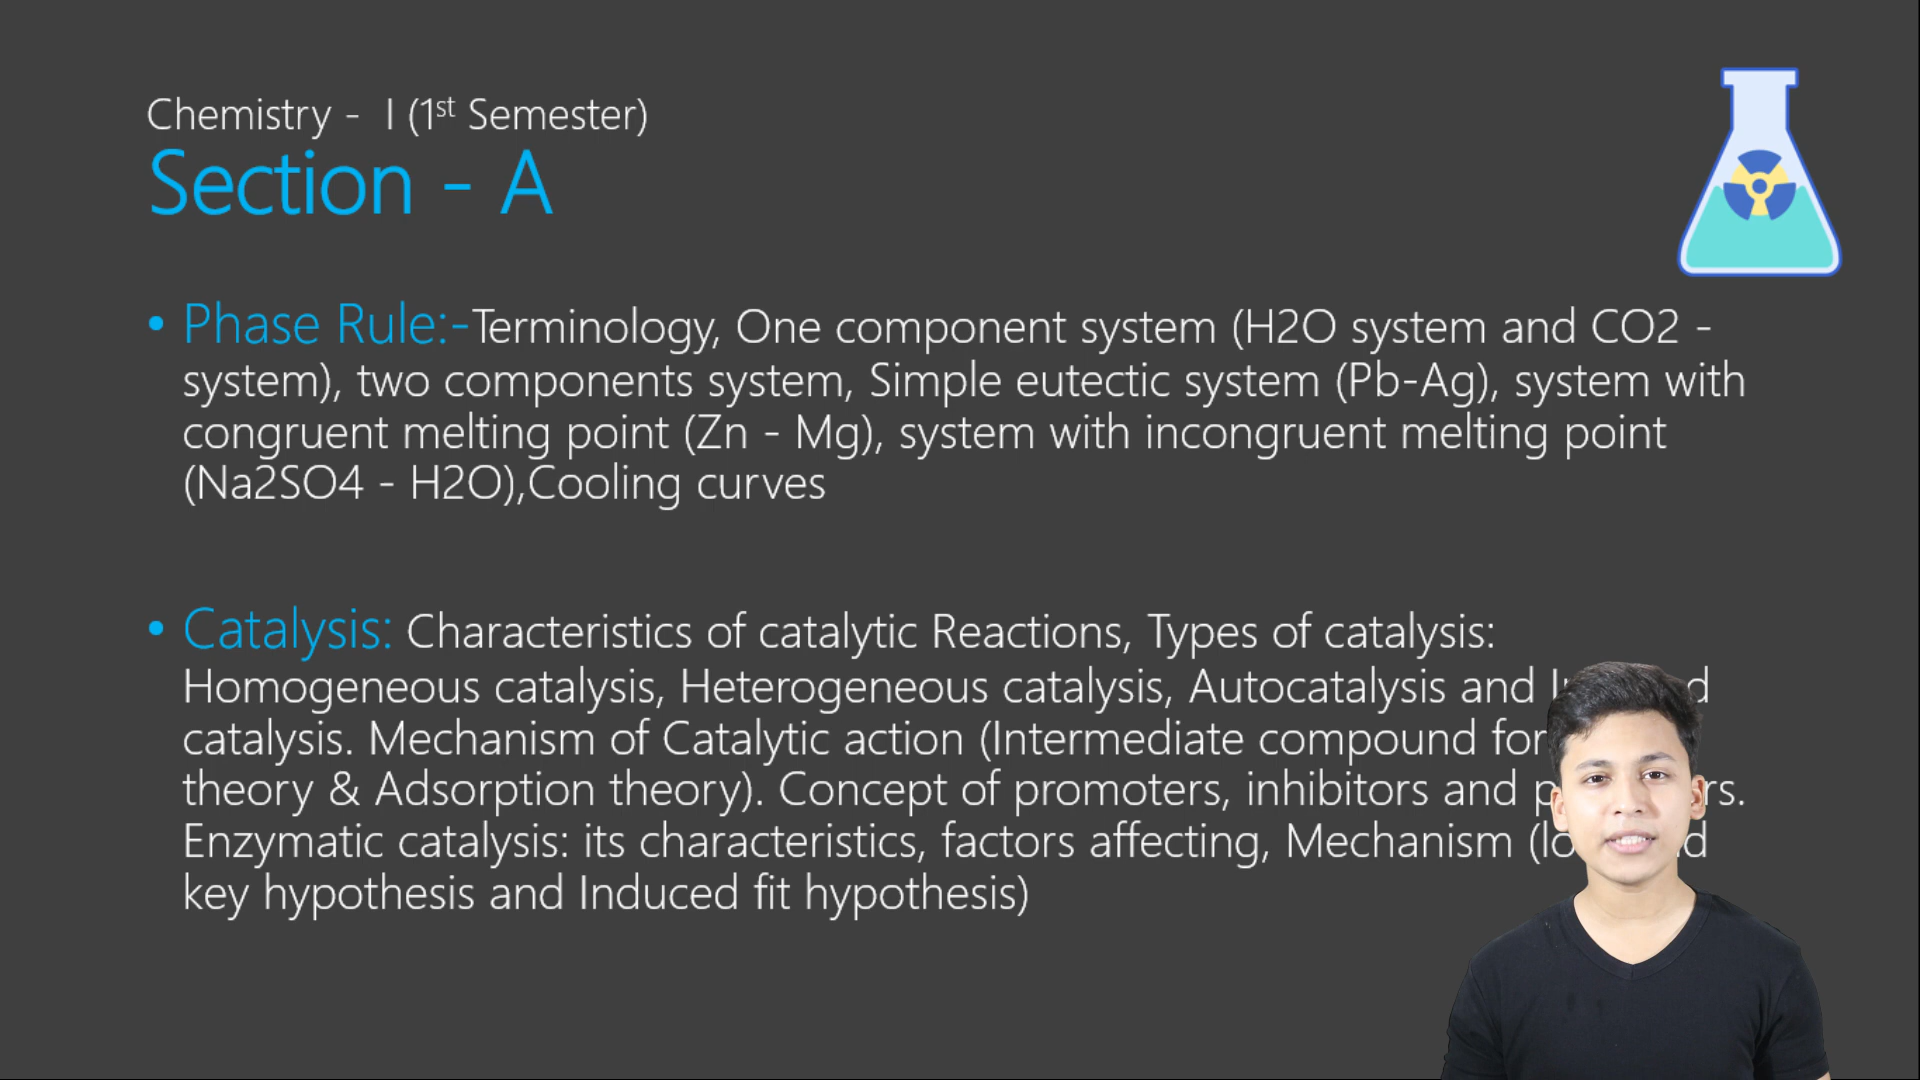 Chemistry - I (1st Semester)
Section - A
• Phase Rule:-Terminology, One component system (H2O system and CO2 -
system), two components system, Simple eutectic system (Pb-Ag), system with
congruent melting point (Zn - Mg), system with incongruent melting point
(Na2SO4 - H2O),Cooling curves
• Catalysis: Characteristics of catalytic Reactions, Types of catalysis:
Homogeneous catalysis, Heterogeneous catalysis, Autocatalysis and
catalysis. Mechanism of Catalytic action (Intermediate compound
theory & Adsorption theory). Concept of promoters, inhibitors and
Enzymatic catalysis: its characteristics, factors affecting, Mechanism
key hypothesis and Induced fit hypothesis)